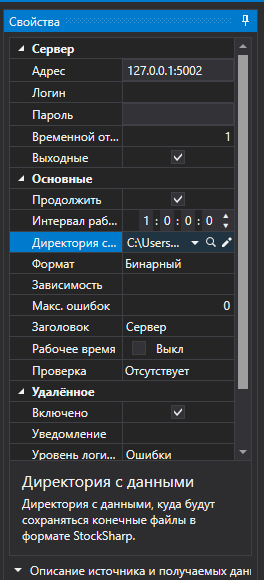 Свойства
Сервер
Адрес 127.0.0.1:5002
Логин
Пароль
Временной от... 1
Выходные
Основные
Продолжить
Интервал раб... 1 : 0 : 0 : 0
Директория с... C:\Users...
Формат Бинарный
Зависимость
Макс. ошибок 0
Заголовок Сервер
Рабочее время Выкл
Проверка Отсутствует
Удалённое
Включено
Уведомление
Уровень логи... Ошибки
Директория с данными
Директория с данными, куда будут
сохраняться конечные файлы в
формате StockSharp.
Описание источника и получаемых данн